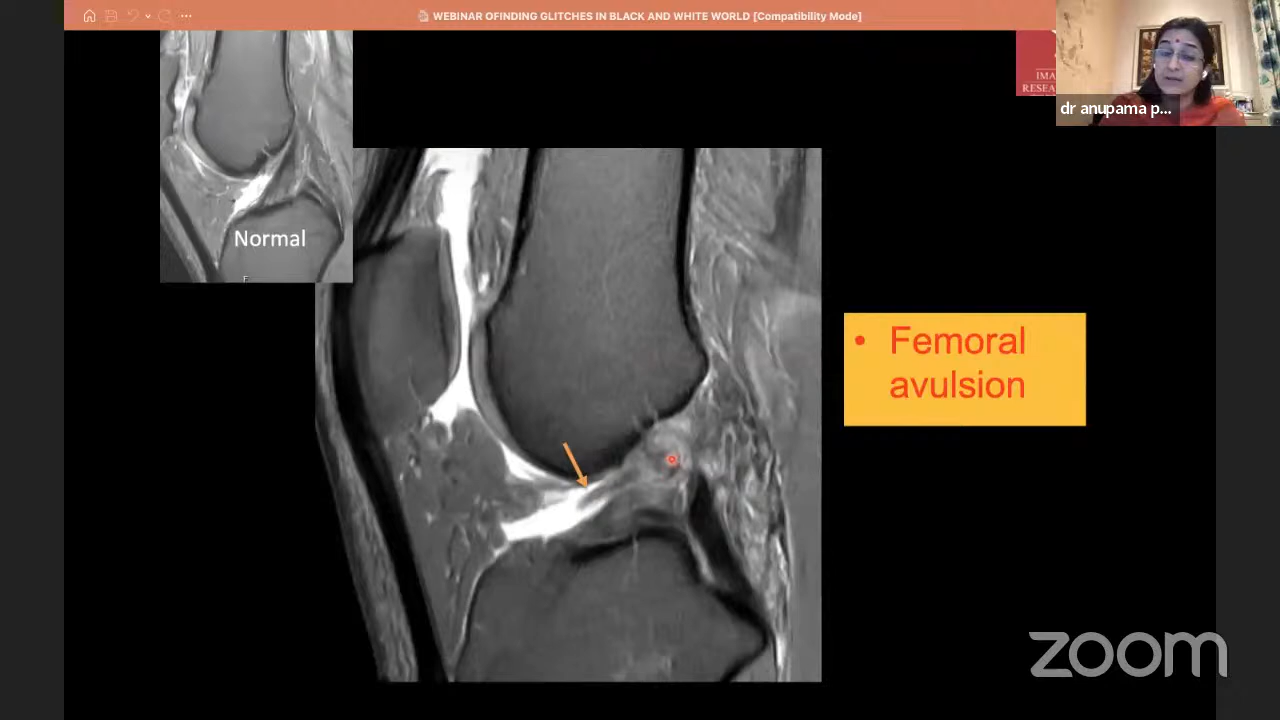 WEBINAR OFINDING GLITCHES IN BLACK AND WHITE WORLD [Compatibility Mode]
dr anupama p...
Normal
• Femoral
avulsion
zoom